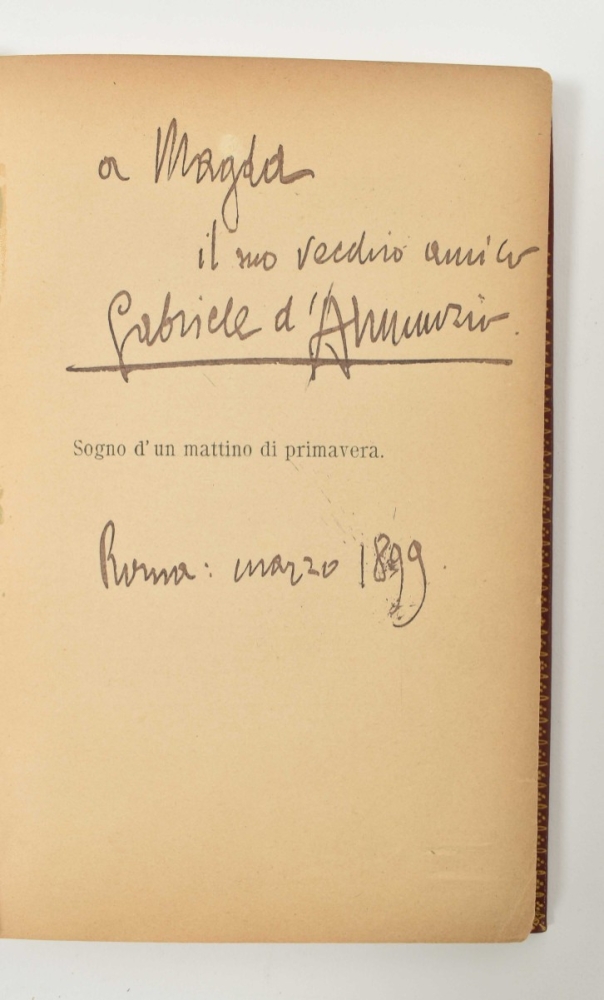 a Magda
il suo vecchio amico
Gabriele d'Annunzio.
Sogno d'un mattino di primavera.
Roma: marzo 1899.